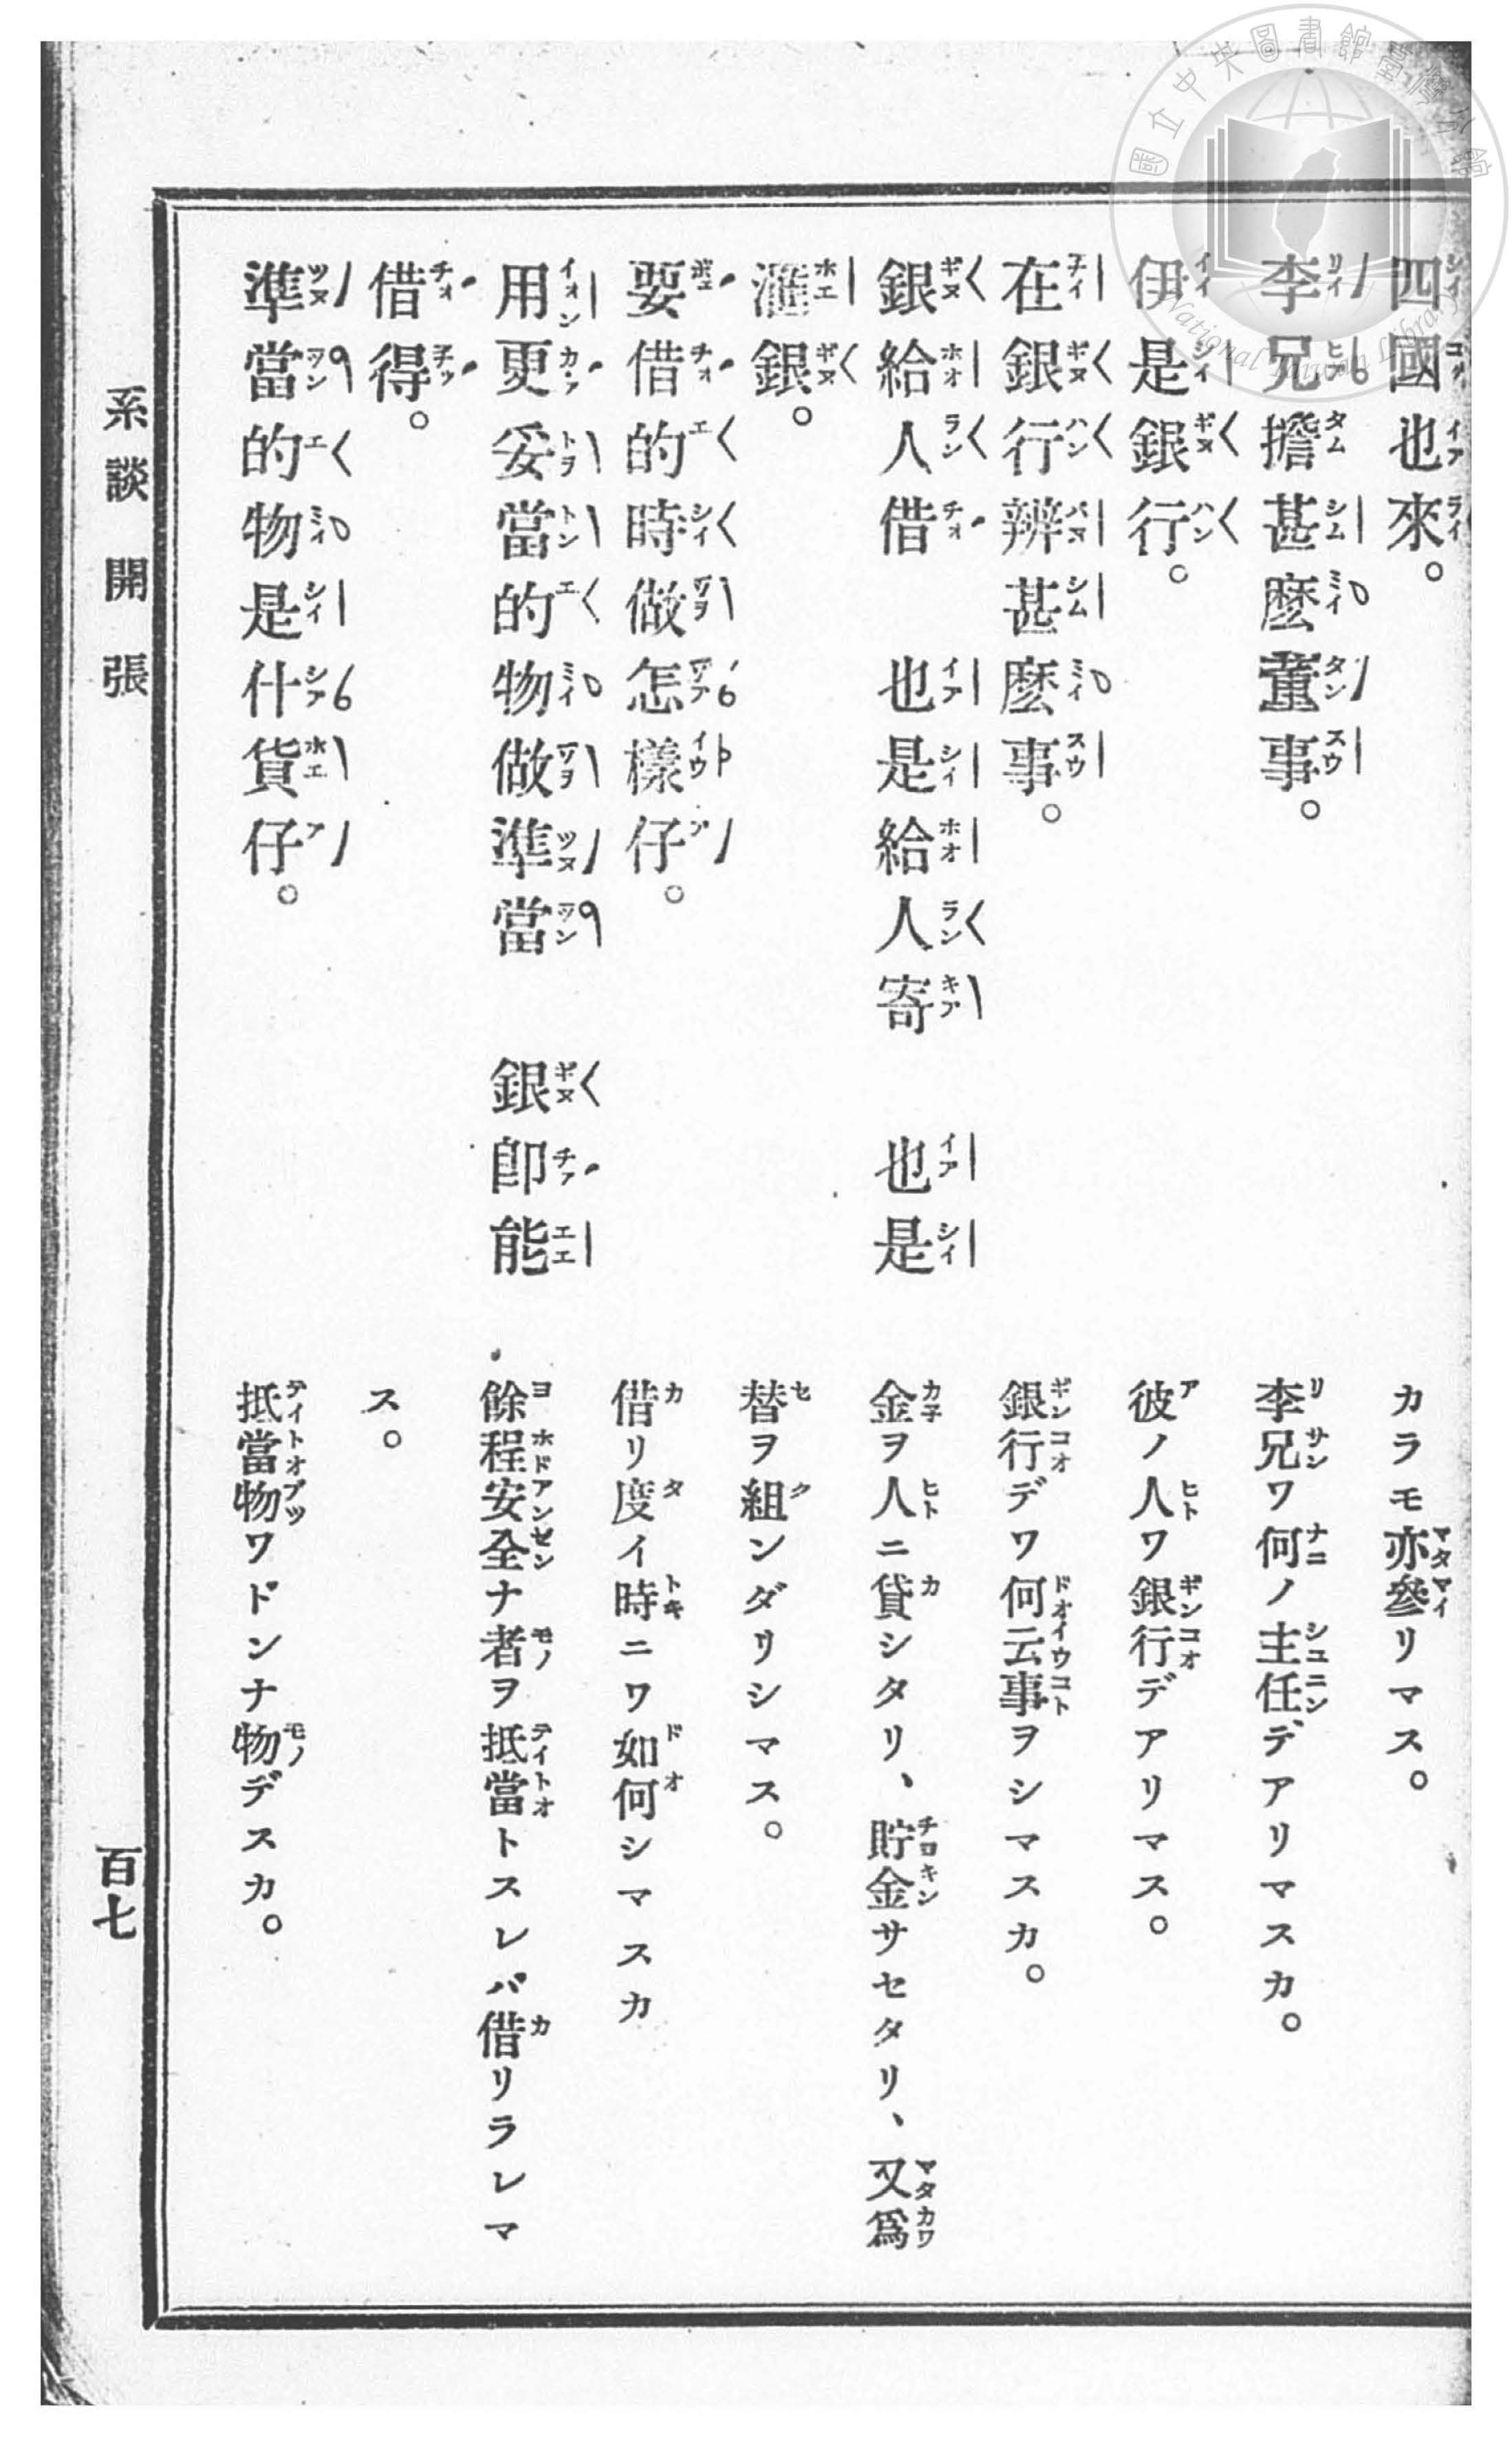 四國也來。
カラモ亦參リマス。
李兄擔甚麼董事。
李兄ワ何ノ主任デアリマスカ。
伊是銀行。
彼ノ人ワ銀行デアリマス。
在銀行辨甚麼事。
銀行デワ何云事ヲシマスカ。
銀給人借 也是給人寄 也是
金ヲ人ニ貸シタリ、貯金サセタリ、又爲
滙銀。
替ヲ組ンダリシマス。
要借的時做怎樣仔。
借リ度イ時ニワ如何シマスカ
用更妥當的物做準當 銀卽能
餘程安全ナ者ヲ抵當トスレバ借リラレマ
借得。
ス。
準當的物是什貨仔。
抵當物ワドンナ物デスカ。
系談 開張
百七
國立中央圖書館臺灣分館
National Taiwan Library